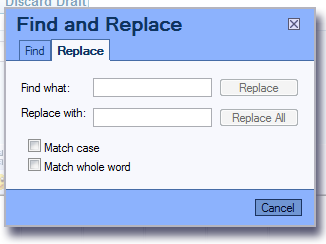 Discard Draft
Find and Replace
Find Replace
Find what: Replace
Replace with: Replace All
Match case
Match whole word
Cancel